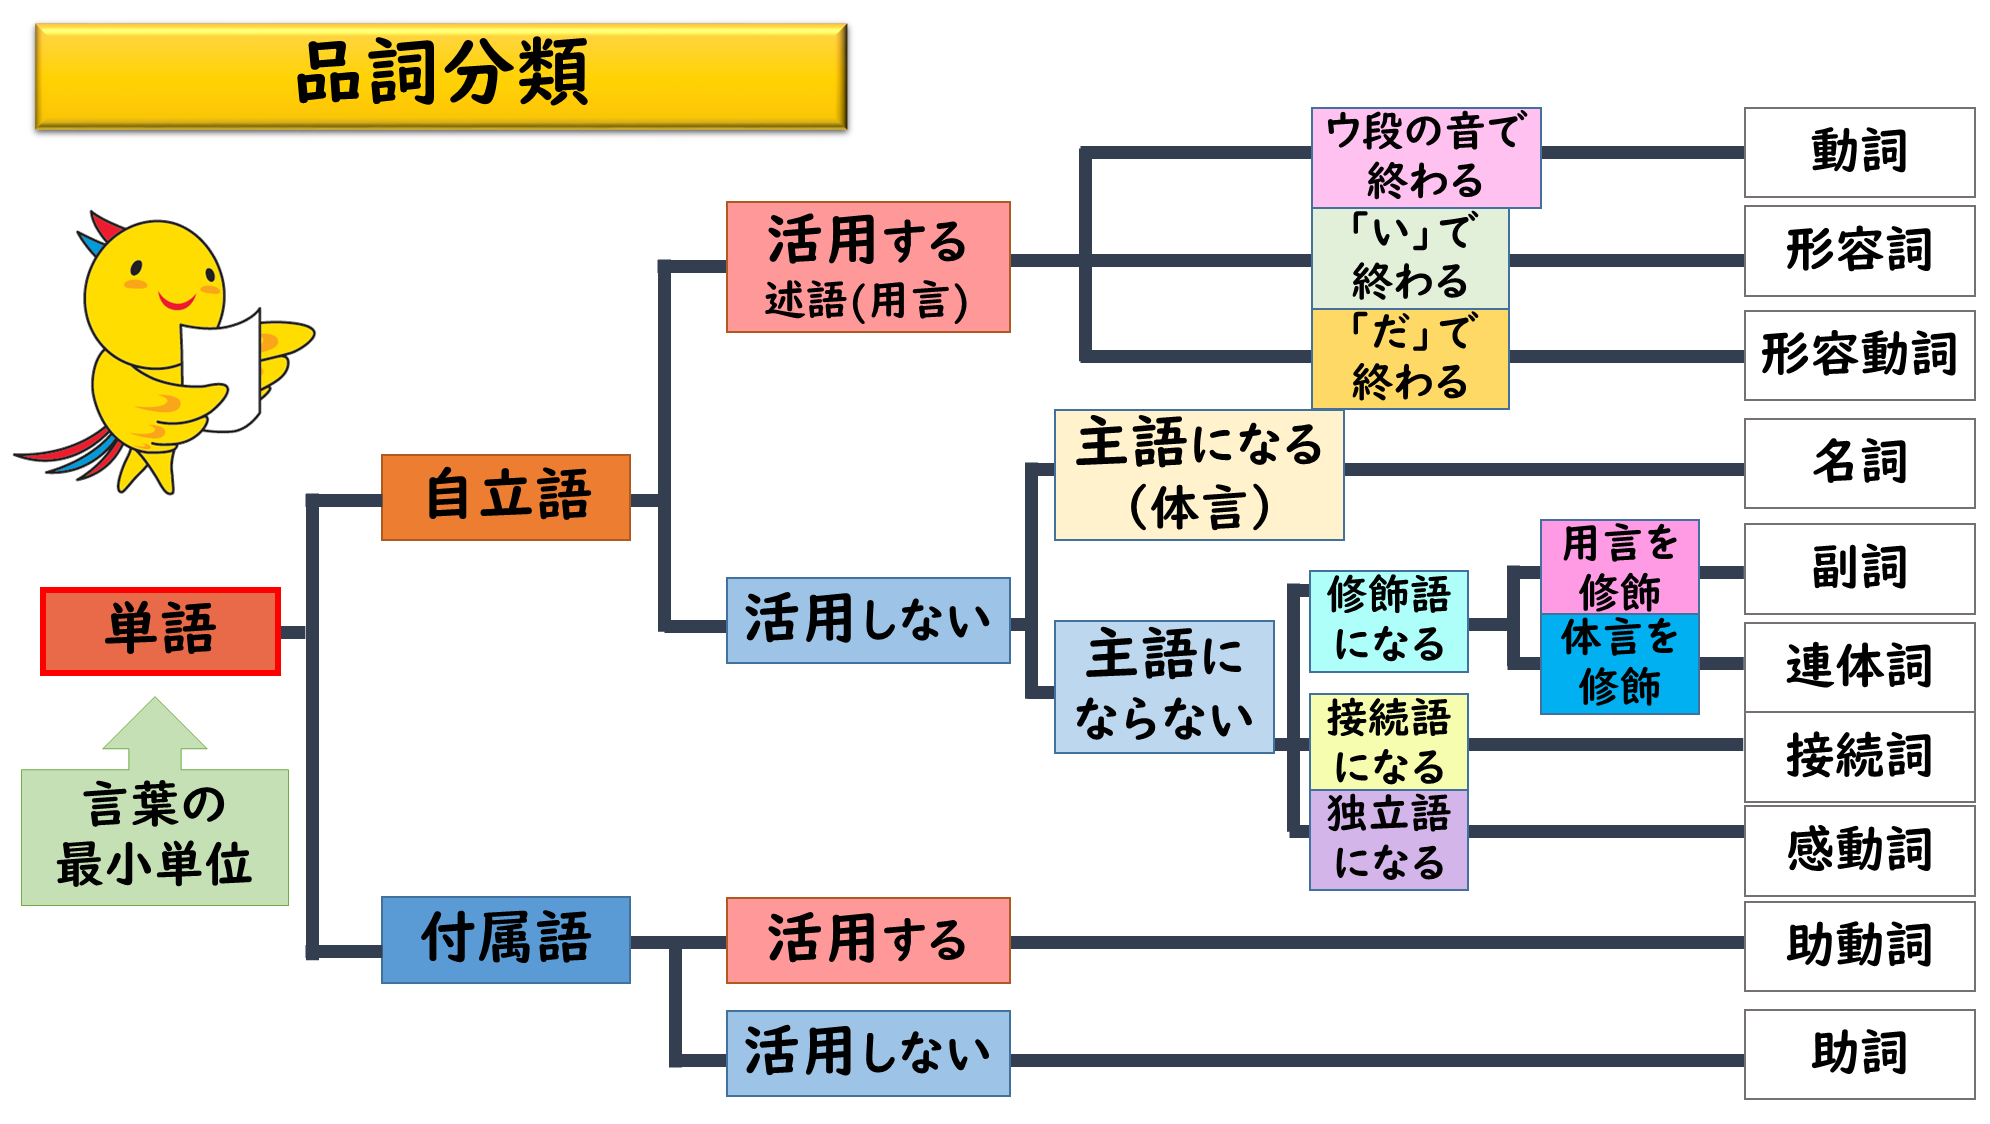 品詞分類
単語
言葉の
最小単位
自立語
付属語
活用する
述語(用言)
活用しない
活用する
活用しない
ウ段の音で
終わる
「い」で
終わる
「だ」で
終わる
主語になる
(体言)
主語に
ならない
修飾語
になる
接続語
になる
独立語
になる
用言を
修飾
体言を
修飾
動詞
形容詞
形容動詞
名詞
副詞
連体詞
接続詞
感動詞
助動詞
助詞